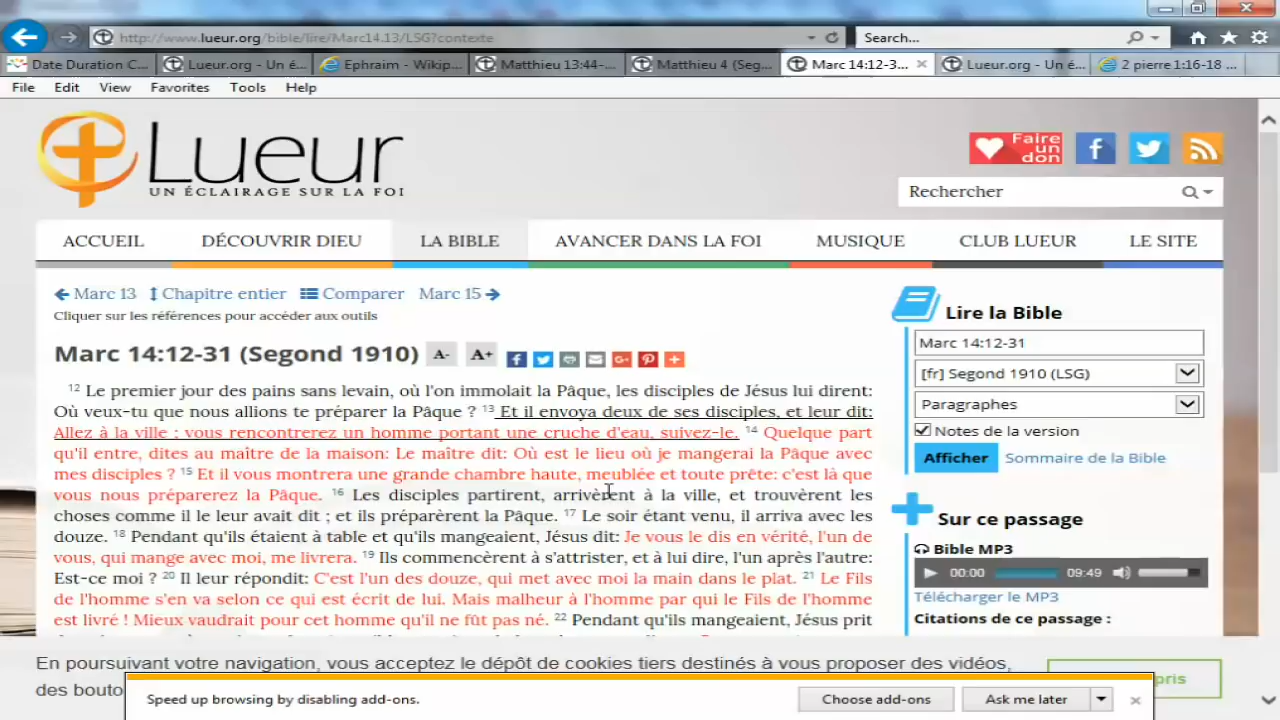 http://www.lueur.org/bible/lire/Marc14.13/LSG?contexte
Search...
Date Duration C...
Lueur.org - Un é...
Ephraim - Wikip...
Matthieu 13:44-...
Matthieu 4 (Seg...
Marc 14:12-3...
Lueur.org - Un é...
2 pierre 1:16-18 ...
File Edit View Favorites Tools Help
Lueur
UN ÉCLAIRAGE SUR LA FOI
Faire un don
Rechercher
ACCUEIL DÉCOUVRIR DIEU LA BIBLE AVANCER DANS LA FOI MUSIQUE CLUB LUEUR LE SITE
Marc 13 Chapitre entier Comparer Marc 15
Cliquer sur les références pour accéder aux outils
Marc 14:12-31 (Segond 1910) A- A+
12 Le premier jour des pains sans levain, où l'on immolait la Pâque, les disciples de Jésus lui dirent:
Où veux-tu que nous allions te préparer la Pâque ? 13 Et il envoya deux de ses disciples, et leur dit:
Allez à la ville ; vous rencontrerez un homme portant une cruche d'eau, suivez-le. 14 Quelque part
qu'il entre, dites au maître de la maison: Le maître dit: Où est le lieu où je mangerai la Pâque avec
mes disciples ? 15 Et il vous montrera une grande chambre haute, meublée et toute prête: c'est là que
vous nous préparerez la Pâque. 16 Les disciples partirent, arrivèrent à la ville, et trouvèrent les
choses comme il le leur avait dit ; et ils préparèrent la Pâque. 17 Le soir étant venu, il arriva avec les
douze. 18 Pendant qu'ils étaient à table et qu'ils mangeaient, Jésus dit: Je vous le dis en vérité, l'un de
vous, qui mange avec moi, me livrera. 19 Ils commencèrent à s'attrister, et à lui dire, l'un après l'autre:
Est-ce moi ? 20 Il leur répondit: C'est l'un des douze, qui met avec moi la main dans le plat. 21 Le Fils
de l'homme s'en va selon ce qui est écrit de lui. Mais malheur à l'homme par qui le Fils de l'homme
est livré ! Mieux vaudrait pour cet homme qu'il ne fût pas né. 22 Pendant qu'ils mangeaient, Jésus prit
Lire la Bible
Marc 14:12-31
[fr] Segond 1910 (LSG)
Paragraphes
Notes de la version
Afficher Sommaire de la Bible
Sur ce passage
Bible MP3
00:00 09:49
Télécharger le MP3
Citations de ce passage :
En poursuivant votre navigation, vous acceptez le dépôt de cookies tiers destinés à vous proposer des vidéos,
des bouto
pris
Speed up browsing by disabling add-ons.
Choose add-ons
Ask me later